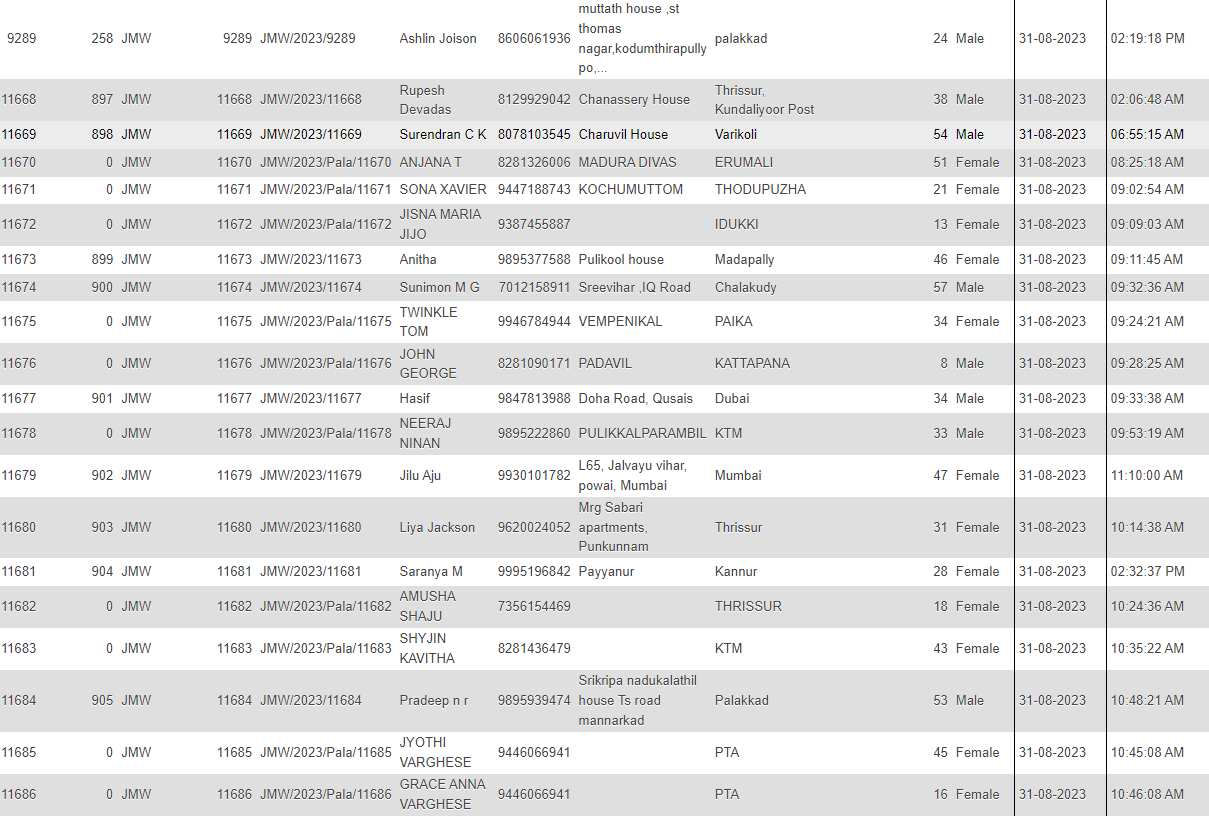 9289 258 JMW 9289 JMW/2023/9289 Ashlin Joison 8606061936 muttath house ,st thomas nagar,kodumthirapully po,... palakkad 24 Male 31-08-2023 02:19:18 PM
11668 897 JMW 11668 JMW/2023/11668 Rupesh Devadas 8129929042 Chanassery House Thrissur, Kundaliyoor Post 38 Male 31-08-2023 02:06:48 AM
11669 898 JMW 11669 JMW/2023/11669 Surendran C K 8078103545 Charuvil House Varikoli 54 Male 31-08-2023 06:55:15 AM
11670 0 JMW 11670 JMW/2023/Pala/11670 ANJANA T 8281326006 MADURA DIVAS ERUMALI 51 Female 31-08-2023 08:25:18 AM
11671 0 JMW 11671 JMW/2023/Pala/11671 SONA XAVIER 9447188743 KOCHUMUTTOM THODUPUZHA 21 Female 31-08-2023 09:02:54 AM
11672 0 JMW 11672 JMW/2023/Pala/11672 JISNA MARIA JIJO 9387455887 IDUKKI 13 Female 31-08-2023 09:09:03 AM
11673 899 JMW 11673 JMW/2023/11673 Anitha 9895377588 Pulikool house Madapally 46 Female 31-08-2023 09:11:45 AM
11674 900 JMW 11674 JMW/2023/11674 Sunimon M G 7012158911 Sreevihar ,IQ Road Chalakudy 57 Male 31-08-2023 09:32:36 AM
11675 0 JMW 11675 JMW/2023/Pala/11675 TWINKLE TOM 9946784944 VEMPENIKAL PAIKA 34 Female 31-08-2023 09:24:21 AM
11676 0 JMW 11676 JMW/2023/Pala/11676 JOHN GEORGE 8281090171 PADAVIL KATTAPANA 8 Male 31-08-2023 09:28:25 AM
11677 901 JMW 11677 JMW/2023/11677 Hasif 9847813988 Doha Road, Qusais Dubai 34 Male 31-08-2023 09:33:38 AM
11678 0 JMW 11678 JMW/2023/Pala/11678 NEERAJ NINAN 9895222860 PULIKKALPARAMBIL KTM 33 Male 31-08-2023 09:53:19 AM
11679 902 JMW 11679 JMW/2023/11679 Jilu Aju 9930101782 L65, Jalvayu vihar, powai, Mumbai Mumbai 47 Female 31-08-2023 11:10:00 AM
11680 903 JMW 11680 JMW/2023/11680 Liya Jackson 9620024052 Mrg Sabari apartments, Punkunnam Thrissur 31 Female 31-08-2023 10:14:38 AM
11681 904 JMW 11681 JMW/2023/11681 Saranya M 9995196842 Payyanur Kannur 28 Female 31-08-2023 02:32:37 PM
11682 0 JMW 11682 JMW/2023/Pala/11682 AMUSHA SHAJU 7356154469 THRISSUR 18 Female 31-08-2023 10:24:36 AM
11683 0 JMW 11683 JMW/2023/Pala/11683 SHYJIN KAVITHA 8281436479 KTM 43 Female 31-08-2023 10:35:22 AM
11684 905 JMW 11684 JMW/2023/11684 Pradeep n r 9895939474 Srikripa nadukalathil house Ts road mannarkad Palakkad 53 Male 31-08-2023 10:48:21 AM
11685 0 JMW 11685 JMW/2023/Pala/11685 JYOTHI VARGHESE 9446066941 PTA 45 Female 31-08-2023 10:45:08 AM
11686 0 JMW 11686 JMW/2023/Pala/11686 GRACE ANNA VARGHESE 9446066941 PTA 16 Female 31-08-2023 10:46:08 AM